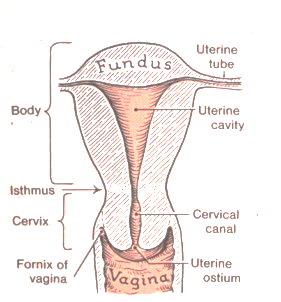 Fundus
Uterine
tube
Body
Uterine
cavity
Isthmus
Cervix
Cervical
canal
Fornix of
vagina
Vagina
Uterine
ostium